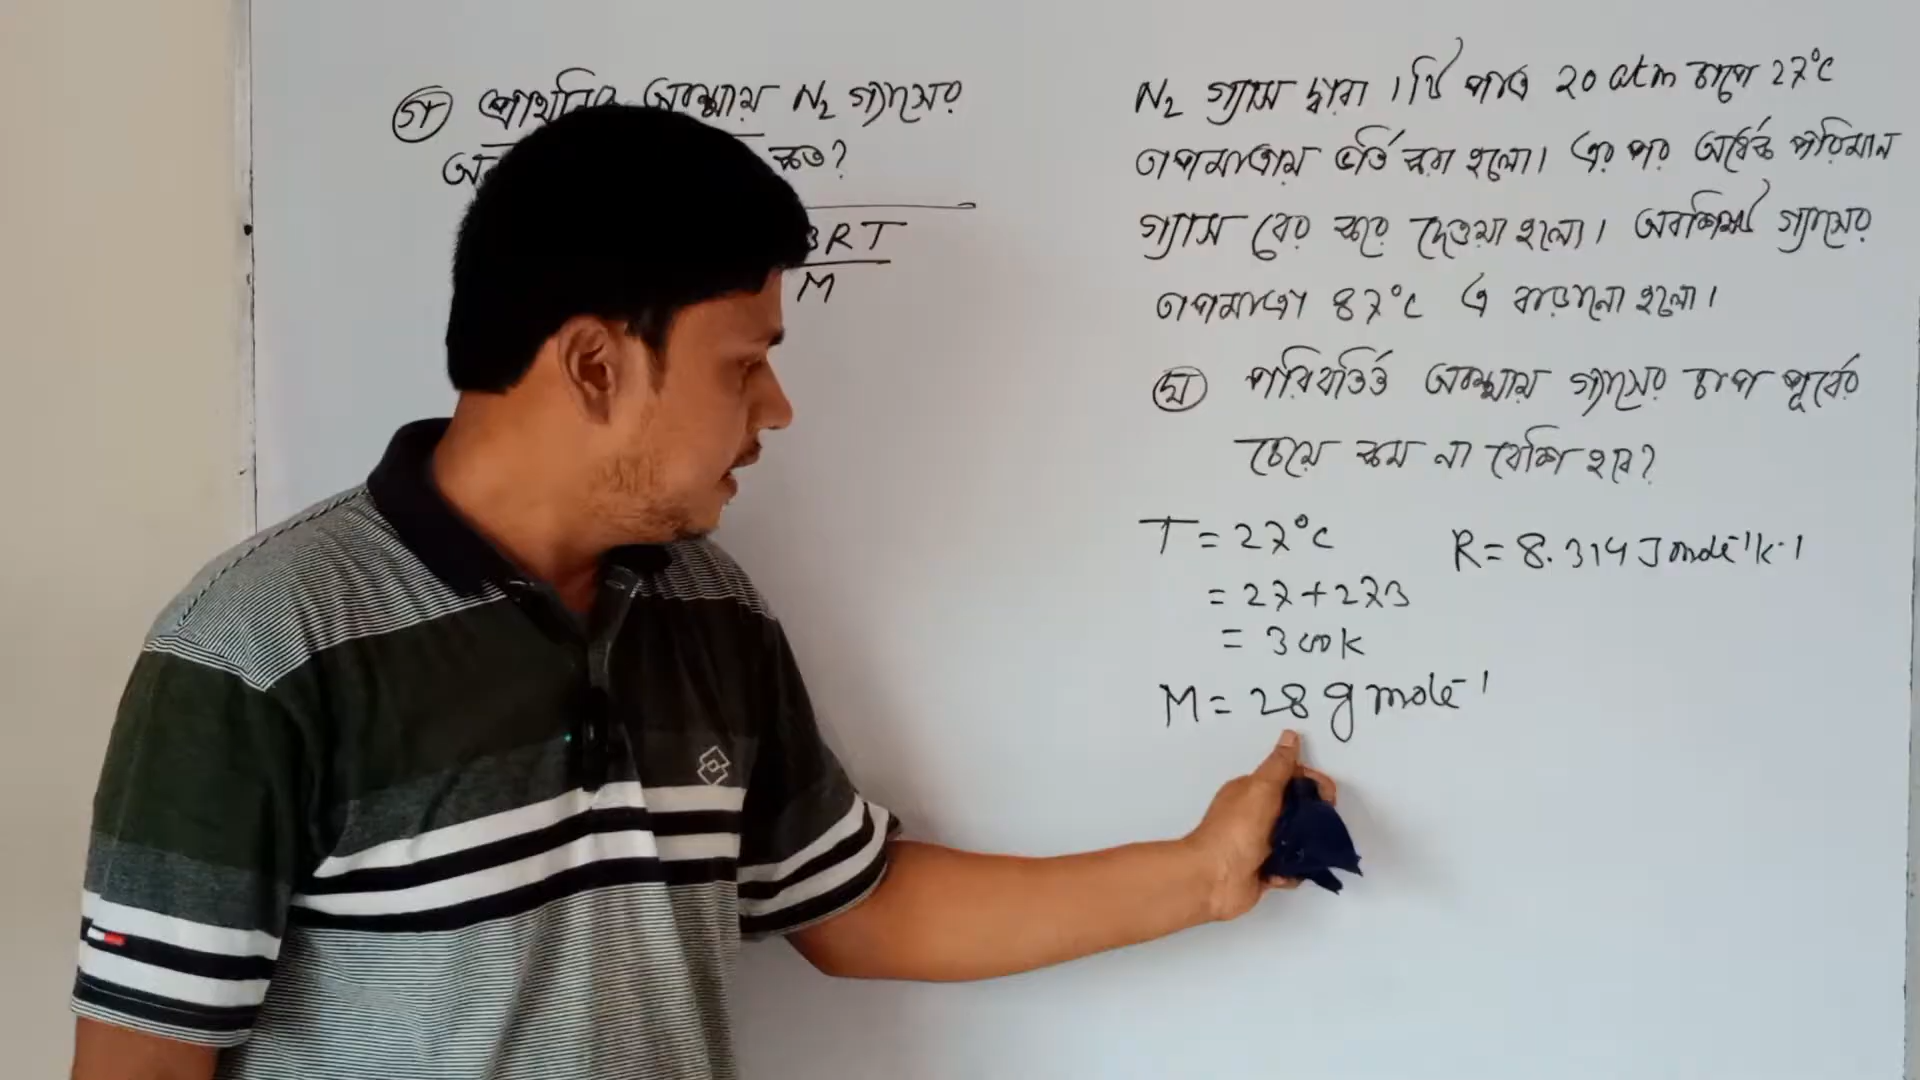 গ প্রাথমিক অবস্থায় N₂ গ্যাসের
কত?
3RT
M
N₂ গ্যাস দ্বারা ১টি পাত্র 20 atm চাপে 27°c
তাপমাত্রায় ভর্তি করা হলো। এর পর অর্ধেক পরিমান
গ্যাস বের করে দেওয়া হলো। অবশিষ্ট গ্যাসের
তাপমাত্রা 87°c এ বাড়ানো হলো।
ঘ পরিবর্তিত অবস্থায় গ্যাসের চাপ পূর্বের
চেয়ে কম না বেশি হবে?
T = 27°c
= 27+273
= 300k
R = 8.314 J mole⁻¹k⁻¹
M = 28 g mole⁻¹